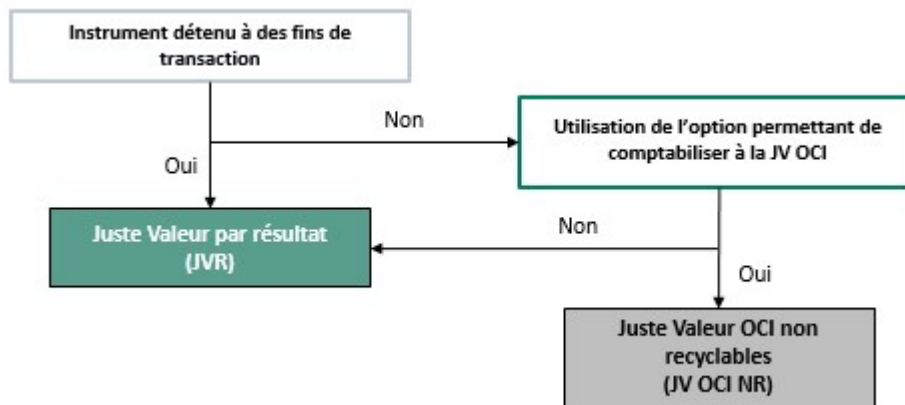 Instrument détenu à des fins de
transaction
Non
Utilisation de l’option permettant de
comptabiliser à la JV OCI
Oui
Juste Valeur par résultat
(JVR)
Non
Oui
Juste Valeur OCI non
recyclables
(JV OCI NR)